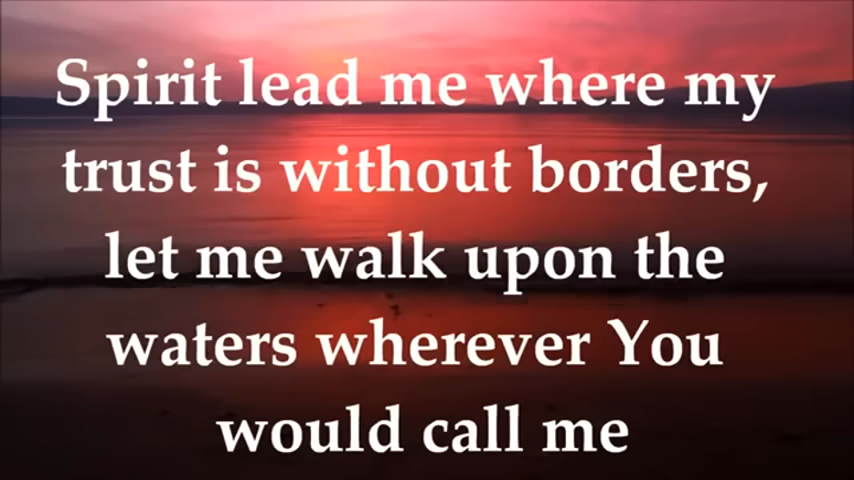 Spirit lead me where my
trust is without borders,
let me walk upon the
waters wherever You
would call me